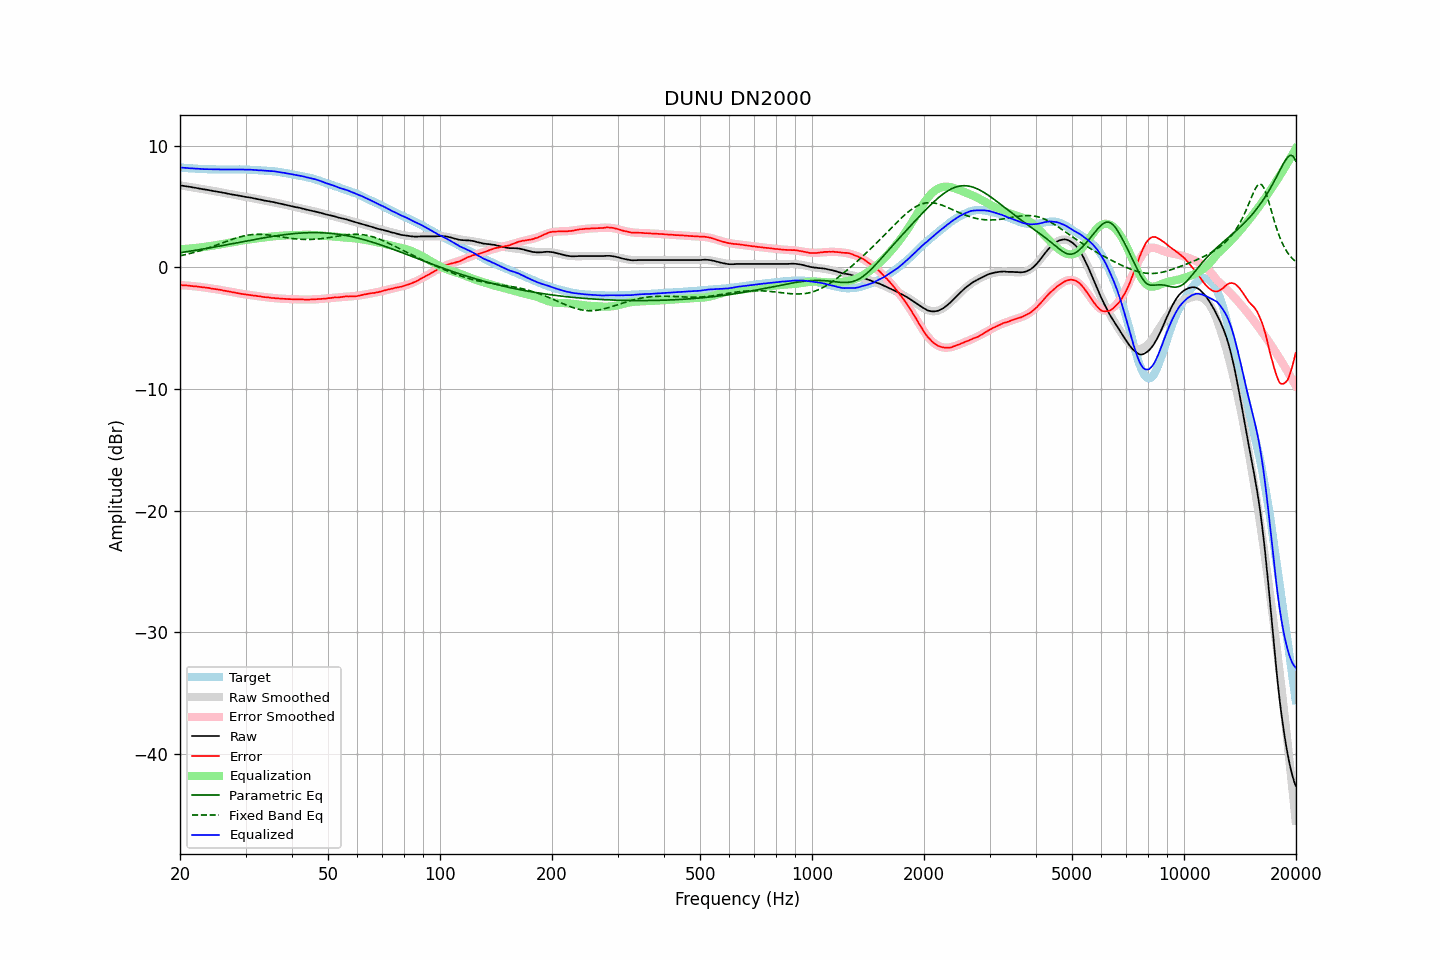 DUNU DN2000
Amplitude (dBr)
10
0
−10
−20
−30
−40
Target
Raw Smoothed
Error Smoothed
Raw
Error
Equalization
Parametric Eq
Fixed Band Eq
Equalized
20 50 100 200 500 1000 2000 5000 10000 20000
Frequency (Hz)